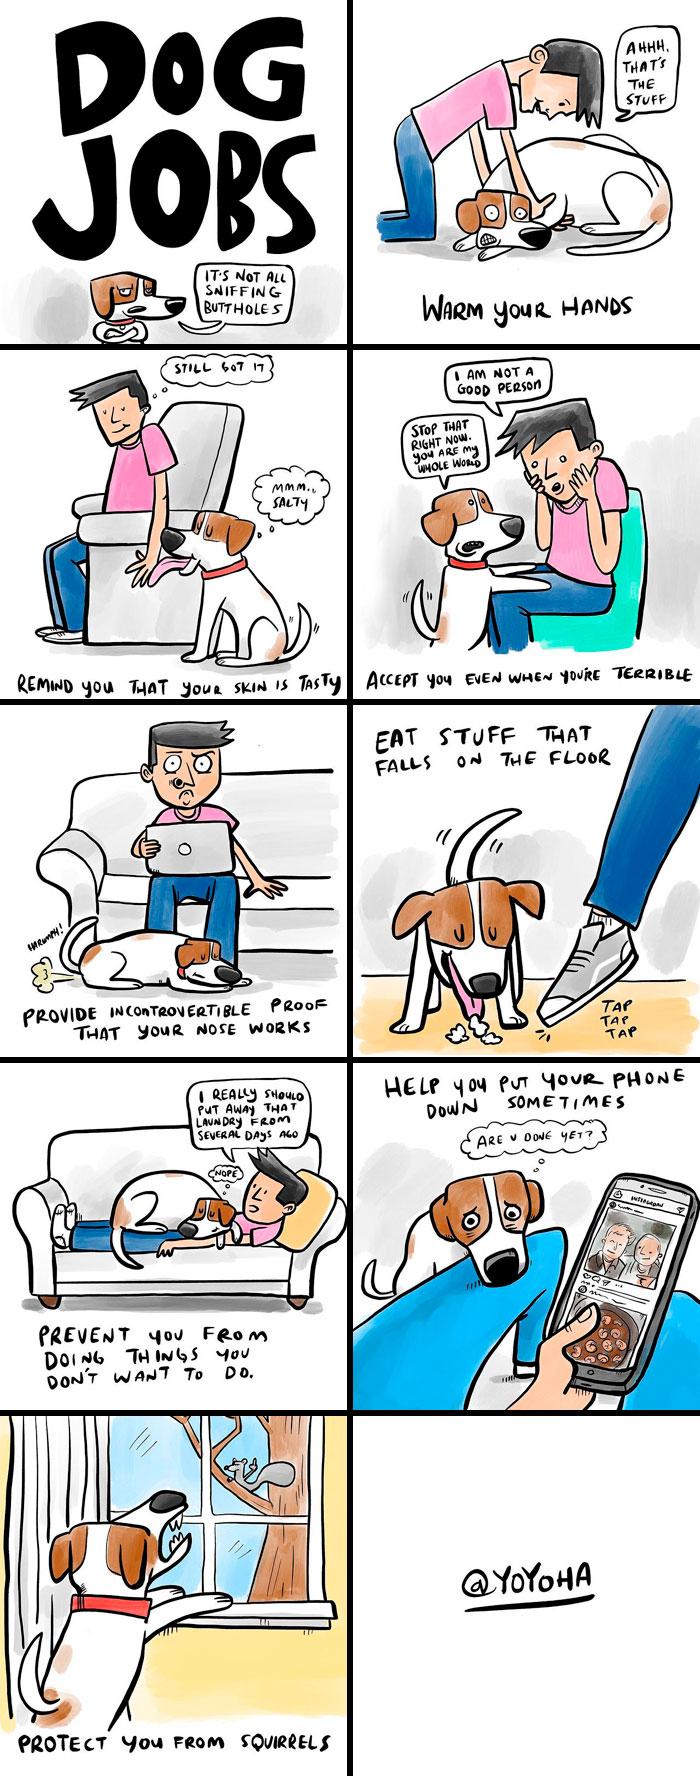 DOG
JOBS
IT'S NOT ALL
SNIFFING
BUTTHOLES
AHHH,
THAT'S
THE
STUFF
WARM YOUR HANDS
STILL GOT IT
MMM..
SALTY
REMIND YOU THAT YOUR SKIN IS TASTY
I AM NOT A
GOOD PERSON
STOP THAT
RIGHT NOW.
YOU ARE MY
WHOLE WORLD
ACCEPT YOU EVEN WHEN YOU'RE TERRIBLE
HARUMPH!
PROVIDE INCONTROVERTIBLE PROOF
THAT YOUR NOSE WORKS
EAT STUFF THAT
FALLS ON THE FLOOR
TAP
TAP
TAP
I REALLY SHOULD
PUT AWAY THAT
LAUNDRY FROM
SEVERAL DAYS AGO
NOPE
PREVENT YOU FROM
DOING THINGS YOU
DON'T WANT TO DO.
HELP YOU PUT YOUR PHONE
DOWN SOMETIMES
ARE U DONE YET?
INSTAGRAM
PROTECT YOU FROM SQUIRRELS
@YOYOHA